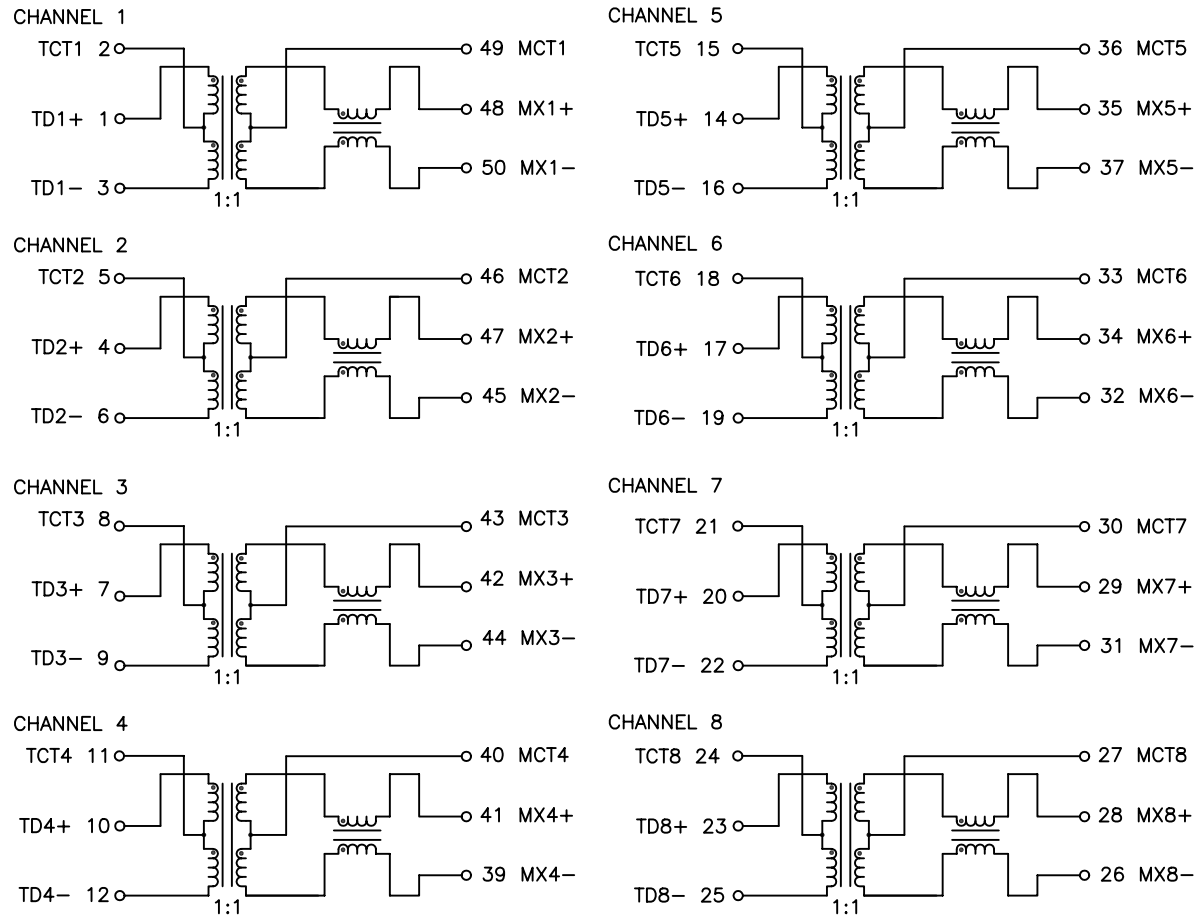 CHANNEL 1
TCT1 2
49 MCT1
TD1+ 1
48 MX1+
50 MX1-
TD1- 3
1:1
CHANNEL 2
TCT2 5
46 MCT2
TD2+ 4
47 MX2+
45 MX2-
TD2- 6
1:1
CHANNEL 3
TCT3 8
43 MCT3
TD3+ 7
42 MX3+
44 MX3-
TD3- 9
1:1
CHANNEL 4
TCT4 11
40 MCT4
TD4+ 10
41 MX4+
39 MX4-
TD4- 12
1:1
CHANNEL 5
TCT5 15
36 MCT5
TD5+ 14
35 MX5+
37 MX5-
TD5- 16
1:1
CHANNEL 6
TCT6 18
33 MCT6
TD6+ 17
34 MX6+
32 MX6-
TD6- 19
1:1
CHANNEL 7
TCT7 21
30 MCT7
TD7+ 20
29 MX7+
31 MX7-
TD7- 22
1:1
CHANNEL 8
TCT8 24
27 MCT8
TD8+ 23
28 MX8+
26 MX8-
TD8- 25
1:1